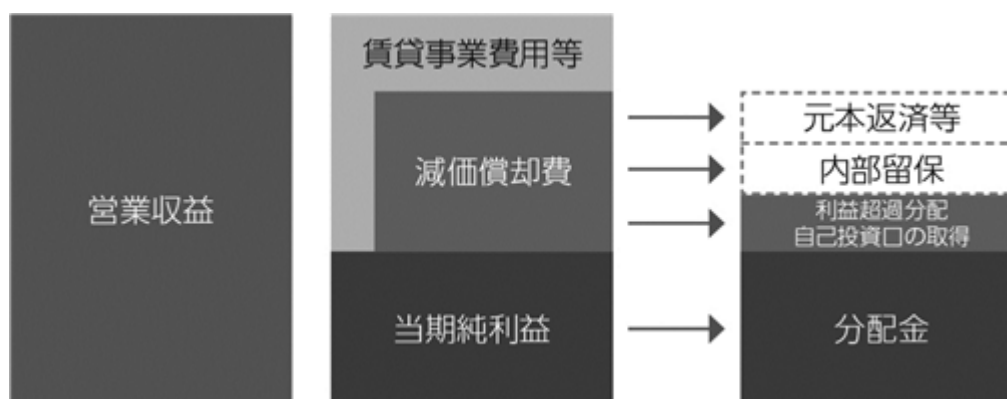 営業収益
賃貸事業費用等
減価償却費
当期純利益
元本返済等
内部留保
利益超過分配
自己投資口の取得
分配金